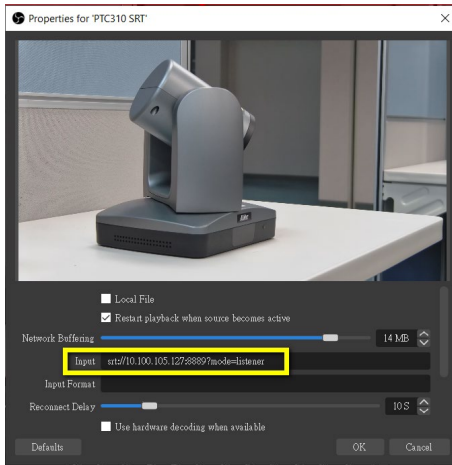 Properties for 'PTC310 SRT'
Local File
Restart playback when source becomes active
Network Buffering 14 MB
Input srt://10.100.105.127:8889?mode=listener
Input Format
Reconnect Delay 10 S
Use hardware decoding when available
Defaults OK Cancel